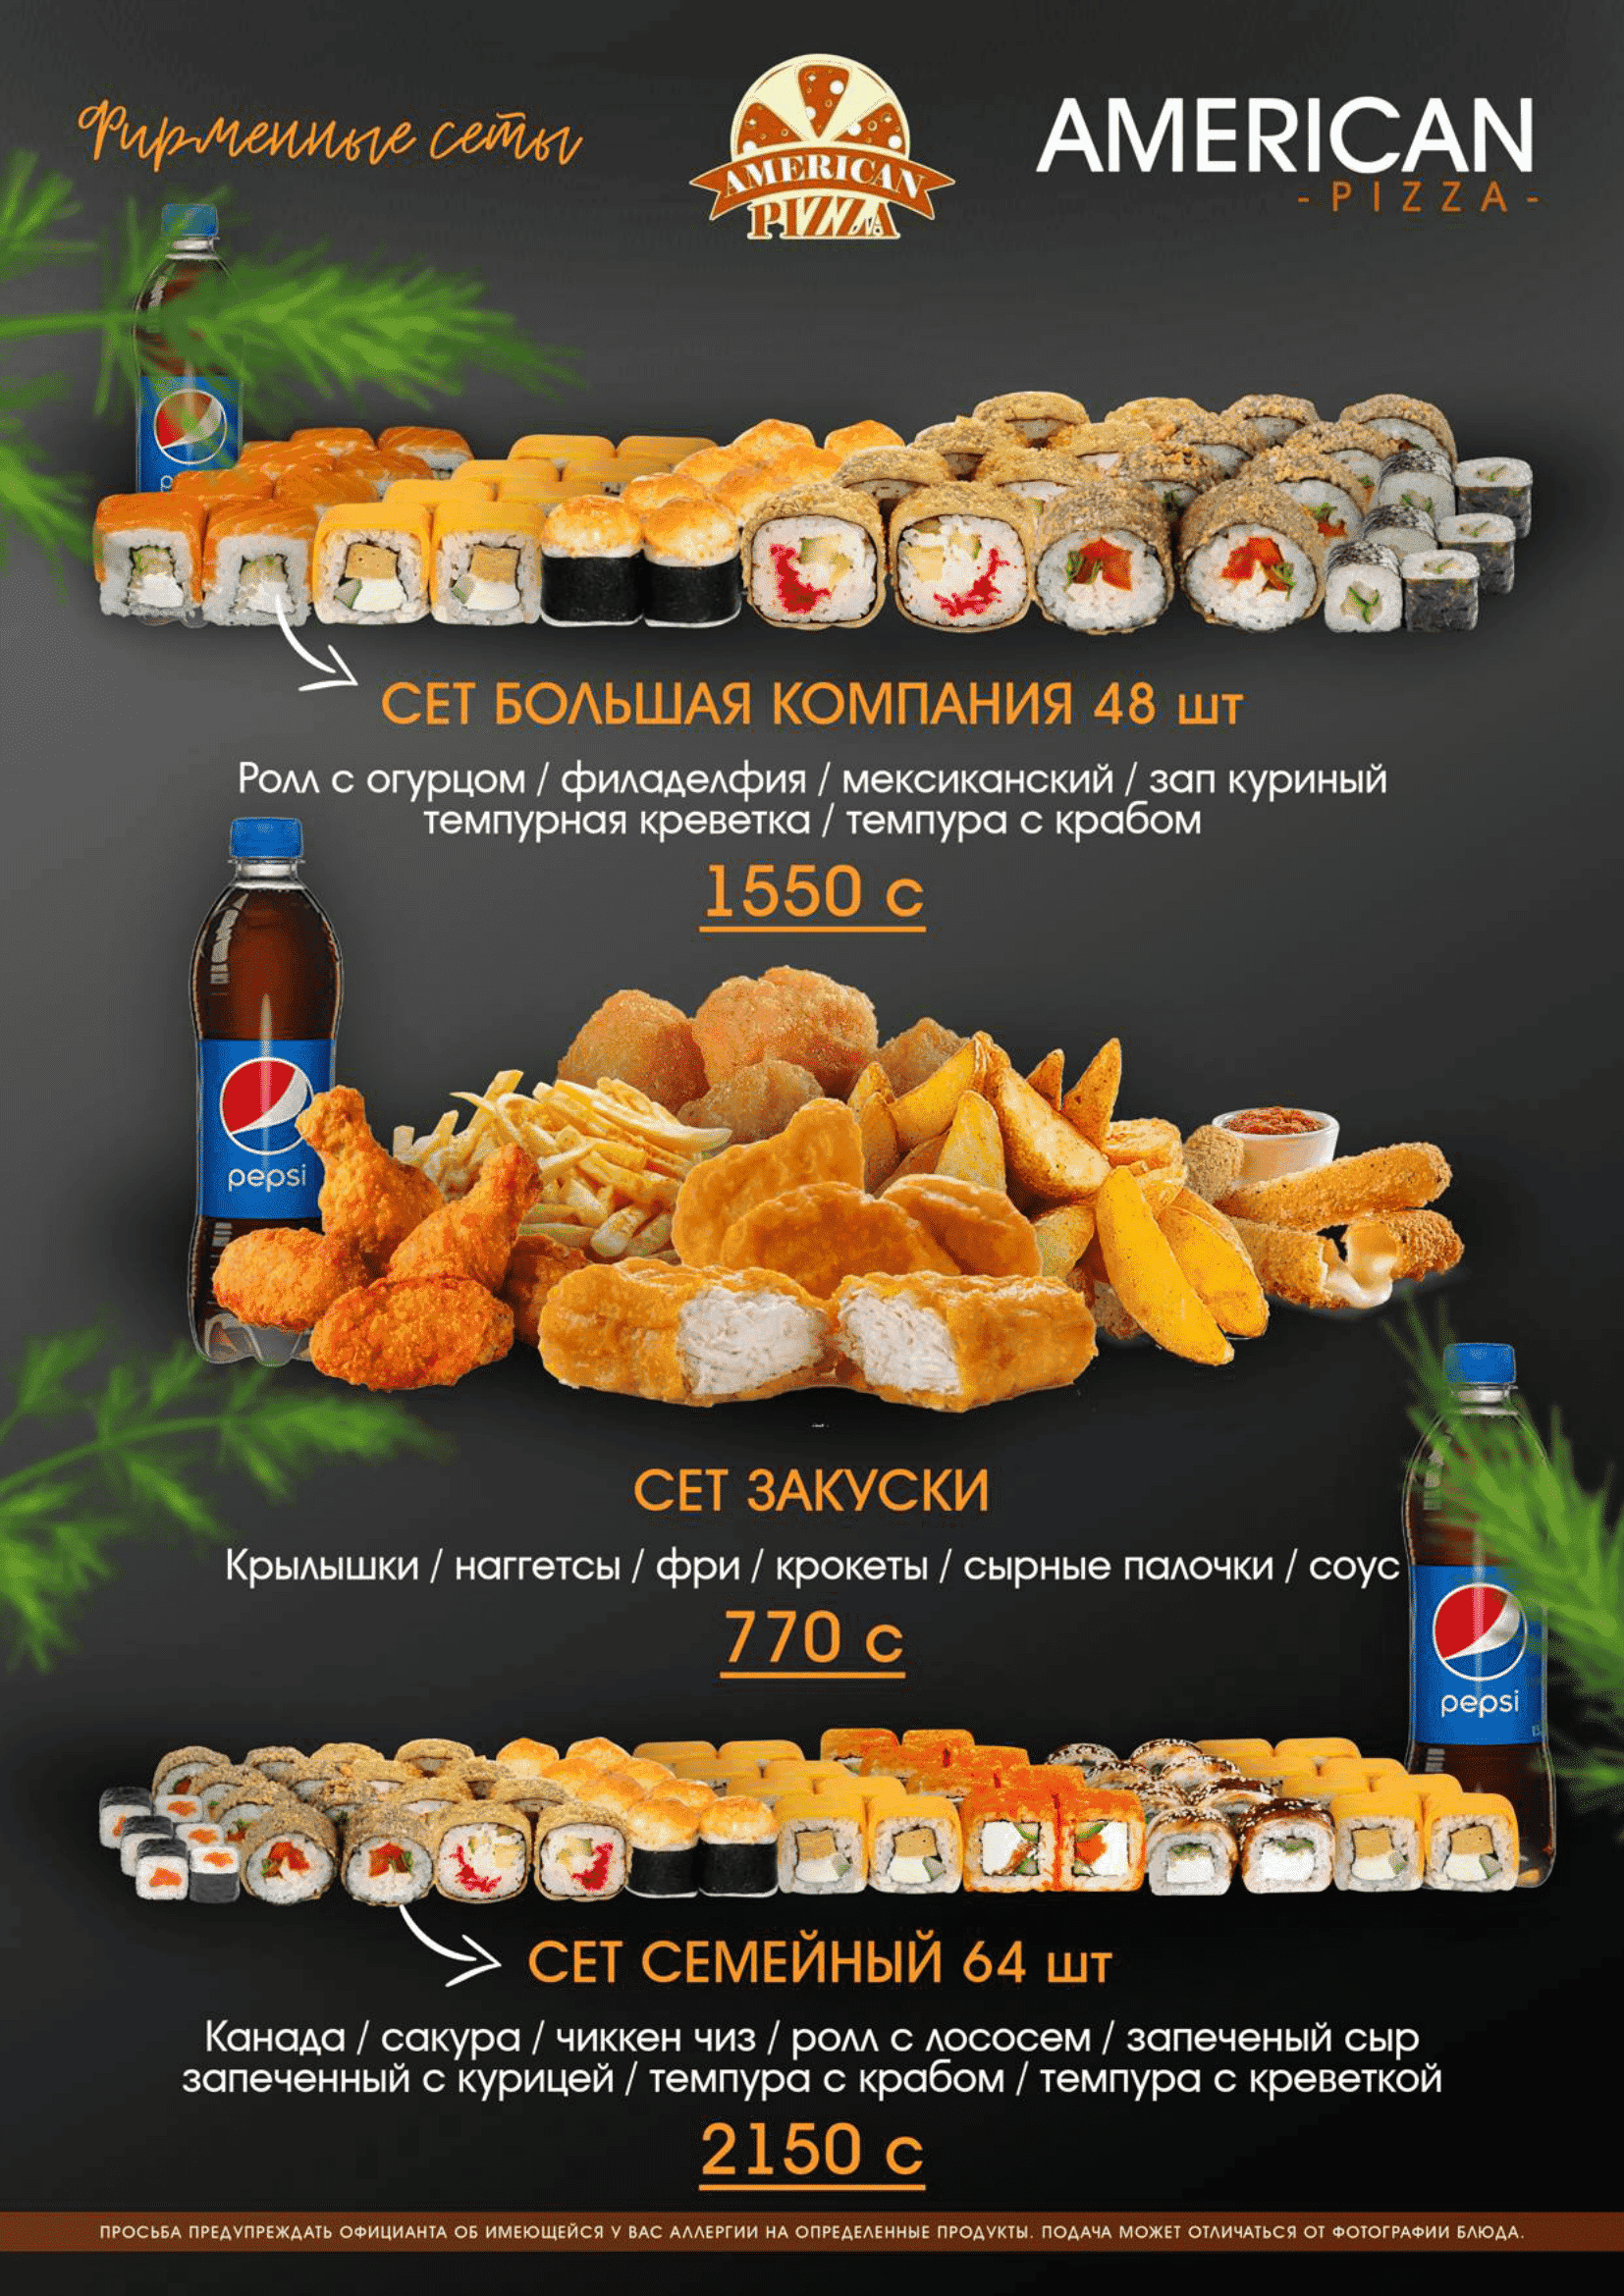 Фирменные сеты
AMERICAN
PIZZA
AMERICAN
- PIZZA -
СЕТ БОЛЬШАЯ КОМПАНИЯ 48 шт
Ролл с огурцом / филаделфия / мексиканский / зап куриный
темпурная креветка / темпура с крабом
1550 с
pepsi
СЕТ ЗАКУСКИ
Крылышки / наггетсы / фри / крокеты / сырные палочки / соус
770 с
pepsi
СЕТ СЕМЕЙНЫЙ 64 шт
Канада / сакура / чиккен чиз / ролл с лососем / запеченый сыр
запеченный с курицей / темпура с крабом / темпура с креветкой
2150 с
ПРОСЬБА ПРЕДУПРЕЖДАТЬ ОФИЦИАНТА ОБ ИМЕЮЩЕЙСЯ У ВАС АЛЛЕРГИИ НА ОПРЕДЕЛЕННЫЕ ПРОДУКТЫ. ПОДАЧА МОЖЕТ ОТЛИЧАТЬСЯ ОТ ФОТОГРАФИИ БЛЮДА.